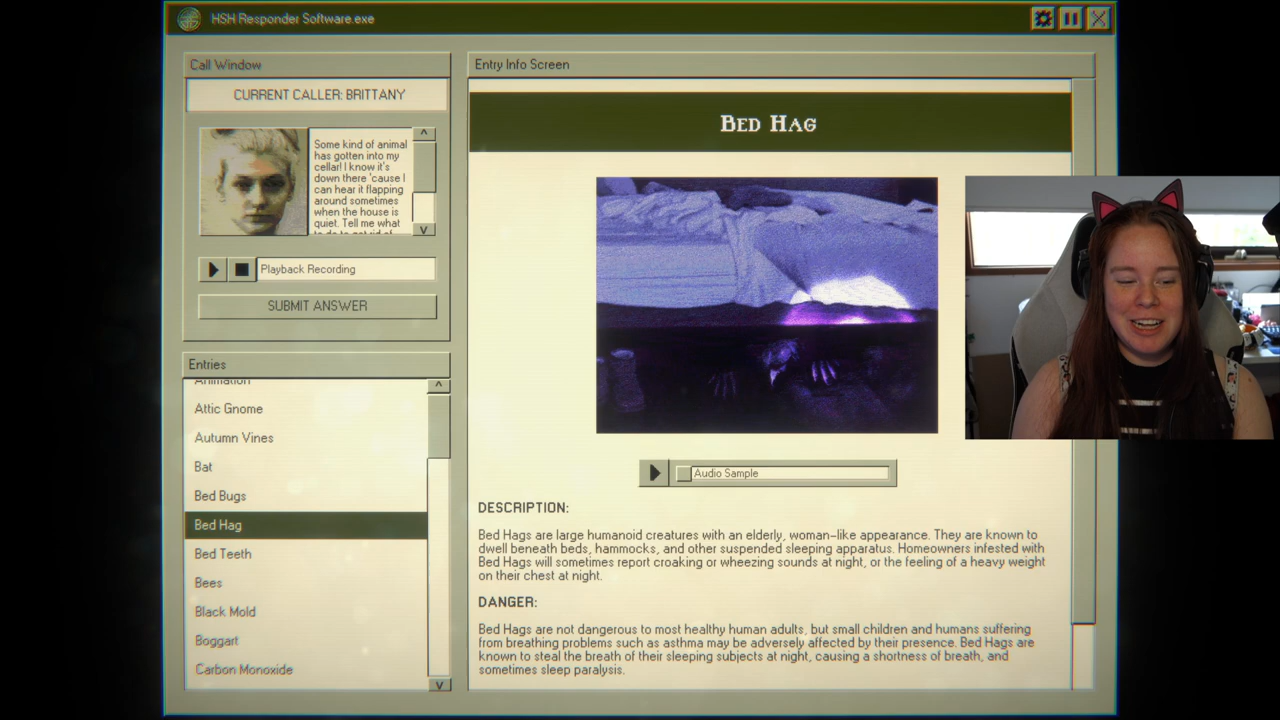 HSH Responder Software.exe
Call Window
CURRENT CALLER: BRITTANY
Some kind of animal
has gotten into my
cellar! I know it's
down there 'cause I
can hear it flapping
around sometimes
when the house is
quiet. Tell me what
Playback Recording
SUBMIT ANSWER
Entries
Animation
Attic Gnome
Autumn Vines
Bat
Bed Bugs
Bed Hag
Bed Teeth
Bees
Black Mold
Boggart
Carbon Monoxide
Entry Info Screen
Bed Hag
Audio Sample
DESCRIPTION:
Bed Hags are large humanoid creatures with an elderly, woman-like appearance. They are known to
dwell beneath beds, hammocks, and other suspended sleeping apparatus. Homeowners infested with
Bed Hags will sometimes report croaking or wheezing sounds at night, or the feeling of a heavy weight
on their chest at night.
DANGER:
Bed Hags are not dangerous to most healthy human adults, but small children and humans suffering
from breathing problems such as asthma may be adversely affected by their presence. Bed Hags are
known to steal the breath of their sleeping subjects at night, causing a shortness of breath, and
sometimes sleep paralysis.